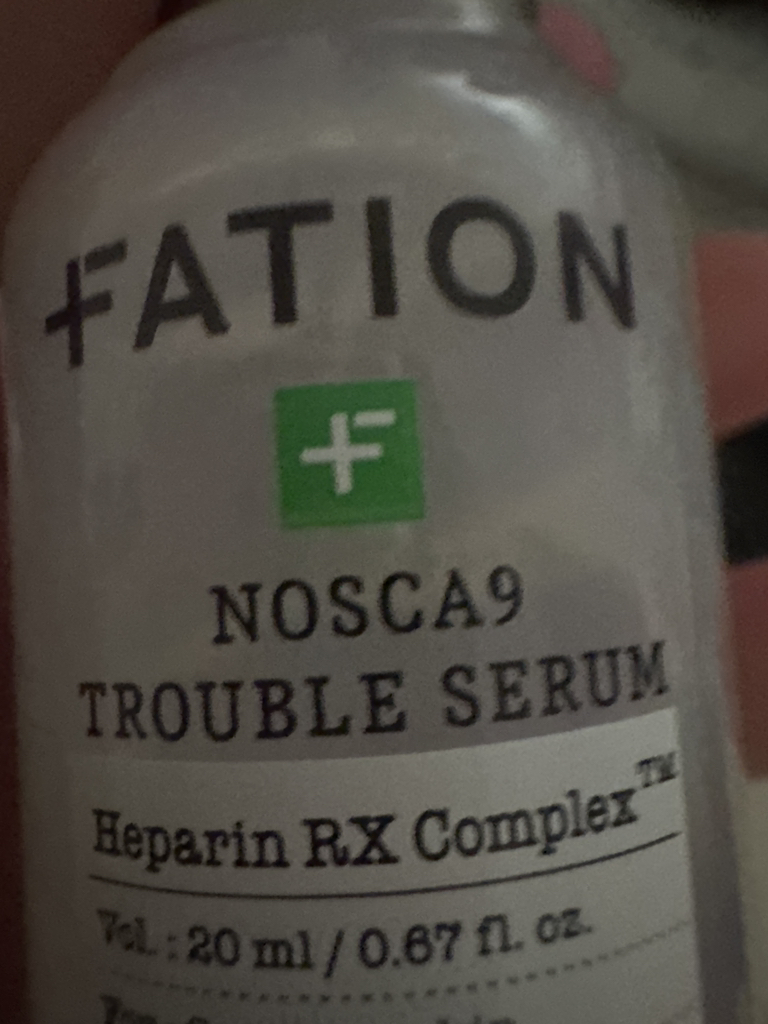 FATION
F
NOSCA9
TROUBLE SERUM
Heparin RX Complex™
Vol. : 20 ml / 0.67 fl. oz.